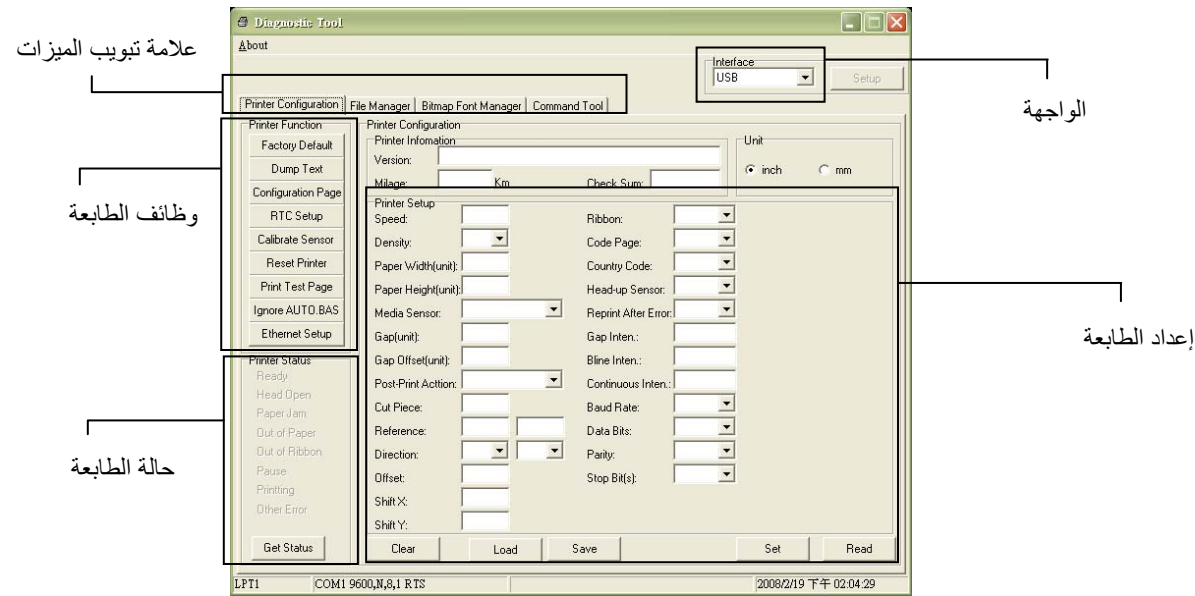 Diagnostic Tool
About
علامة تبويب الميزات
Interface
USB
Setup
الواجهة
Printer Configuration File Manager Bitmap Font Manager Command Tool
Printer Function
Factory Default
Dump Text
Configuration Page
RTC Setup
Calibrate Sensor
Reset Printer
Print Test Page
Ignore AUTO.BAS
Ethernet Setup
وظائف الطابعة
Printer Status
Ready
Head Open
Paper Jam
Out of Paper
Out of Ribbon
Pause
Printting
Other Error
Get Status
حالة الطابعة
Printer Configuration
Printer Infomation
Version:
Milage: Km Check Sum:
Unit
inch mm
Printer Setup
Speed: Ribbon:
Density: Code Page:
Paper Width(unit): Country Code:
Paper Height(unit): Head-up Sensor:
Media Sensor: Reprint After Error:
Gap(unit): Gap Inten.:
Gap Offset(unit): Bline Inten.:
Post-Print Acttion: Continuous Inten.:
Cut Piece: Baud Rate:
Reference: Data Bits:
Direction: Parity:
Offset: Stop Bit(s):
Shift X:
Shift Y:
Clear Load Save Set Read
إعداد الطابعة
LPT1 COM1 9600,N,8,1 RTS 2008/2/19 下午 02:04:29